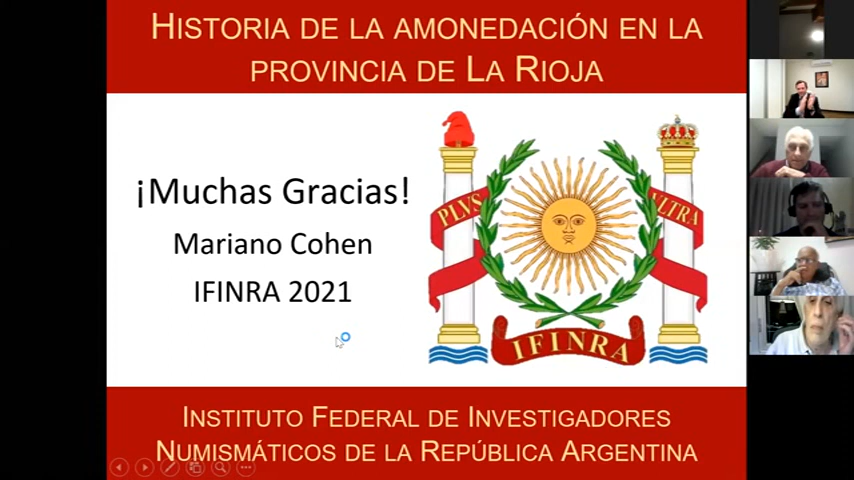 HISTORIA DE LA AMONEDACIÓN EN LA
PROVINCIA DE LA RIOJA
¡Muchas Gracias!
Mariano Cohen
IFINRA 2021
PLVS
VLTRA
IFINRA
INSTITUTO FEDERAL DE INVESTIGADORES
NUMISMÁTICOS DE LA REPÚBLICA ARGENTINA